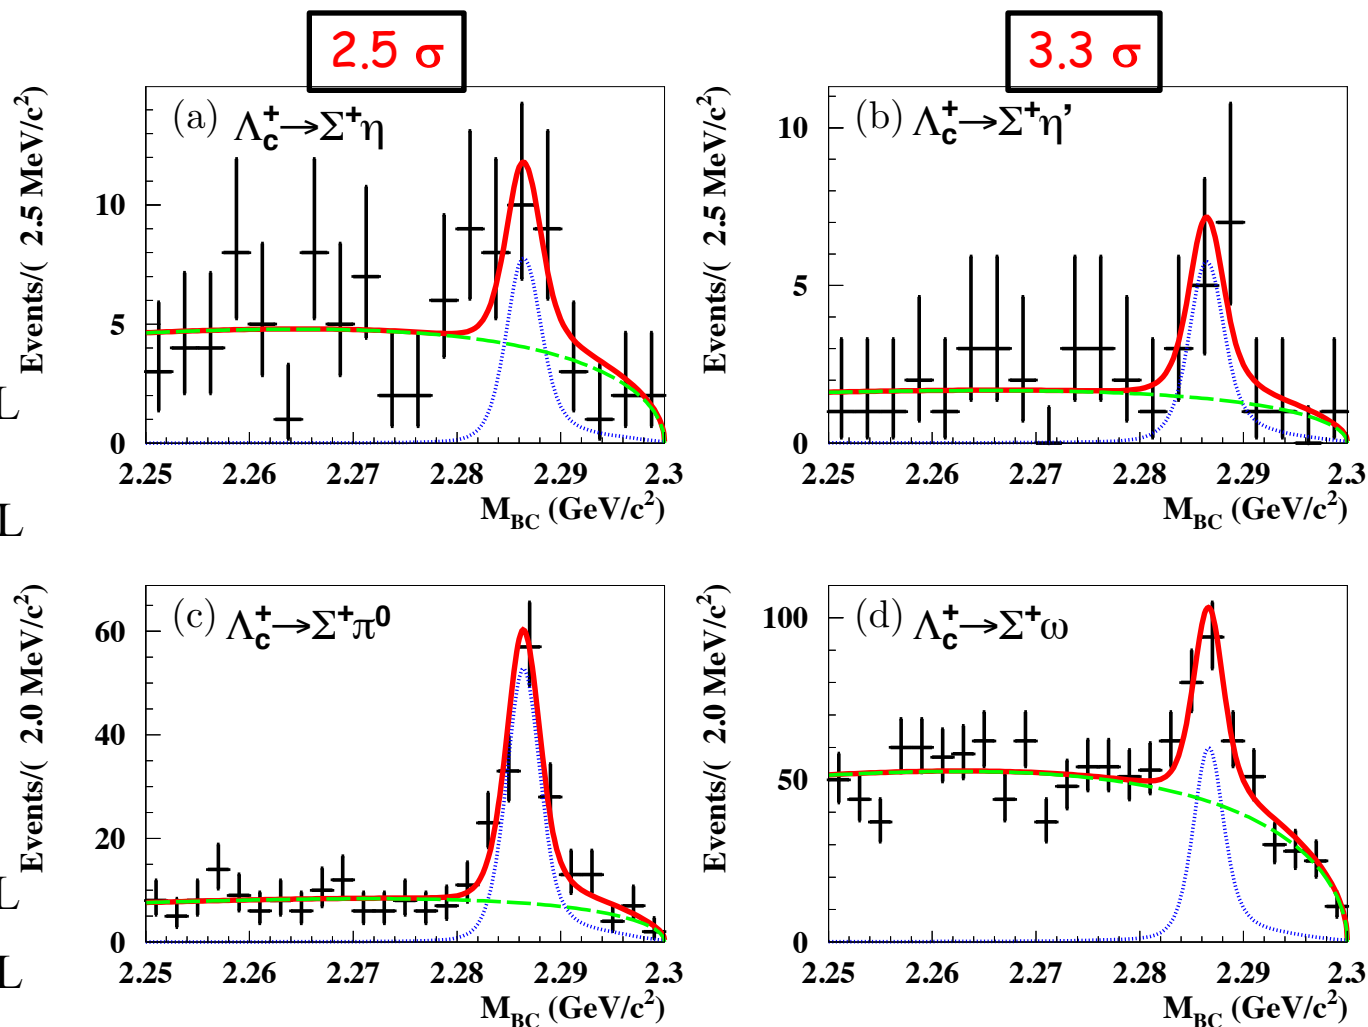 2.5 σ
3.3 σ
(a) Λc+→Σ+η
Events/( 2.5 MeV/c2)
10
5
0
2.25 2.26 2.27 2.28 2.29 2.3
MBC (GeV/c2)
(b) Λc+→Σ+η’
Events/( 2.5 MeV/c2)
10
5
0
2.25 2.26 2.27 2.28 2.29 2.3
MBC (GeV/c2)
L
L
(c) Λc+→Σ+π0
Events/( 2.0 MeV/c2)
60
40
20
0
2.25 2.26 2.27 2.28 2.29 2.3
MBC (GeV/c2)
(d) Λc+→Σ+ω
Events/( 2.0 MeV/c2)
100
50
0
2.25 2.26 2.27 2.28 2.29 2.3
MBC (GeV/c2)
L
L